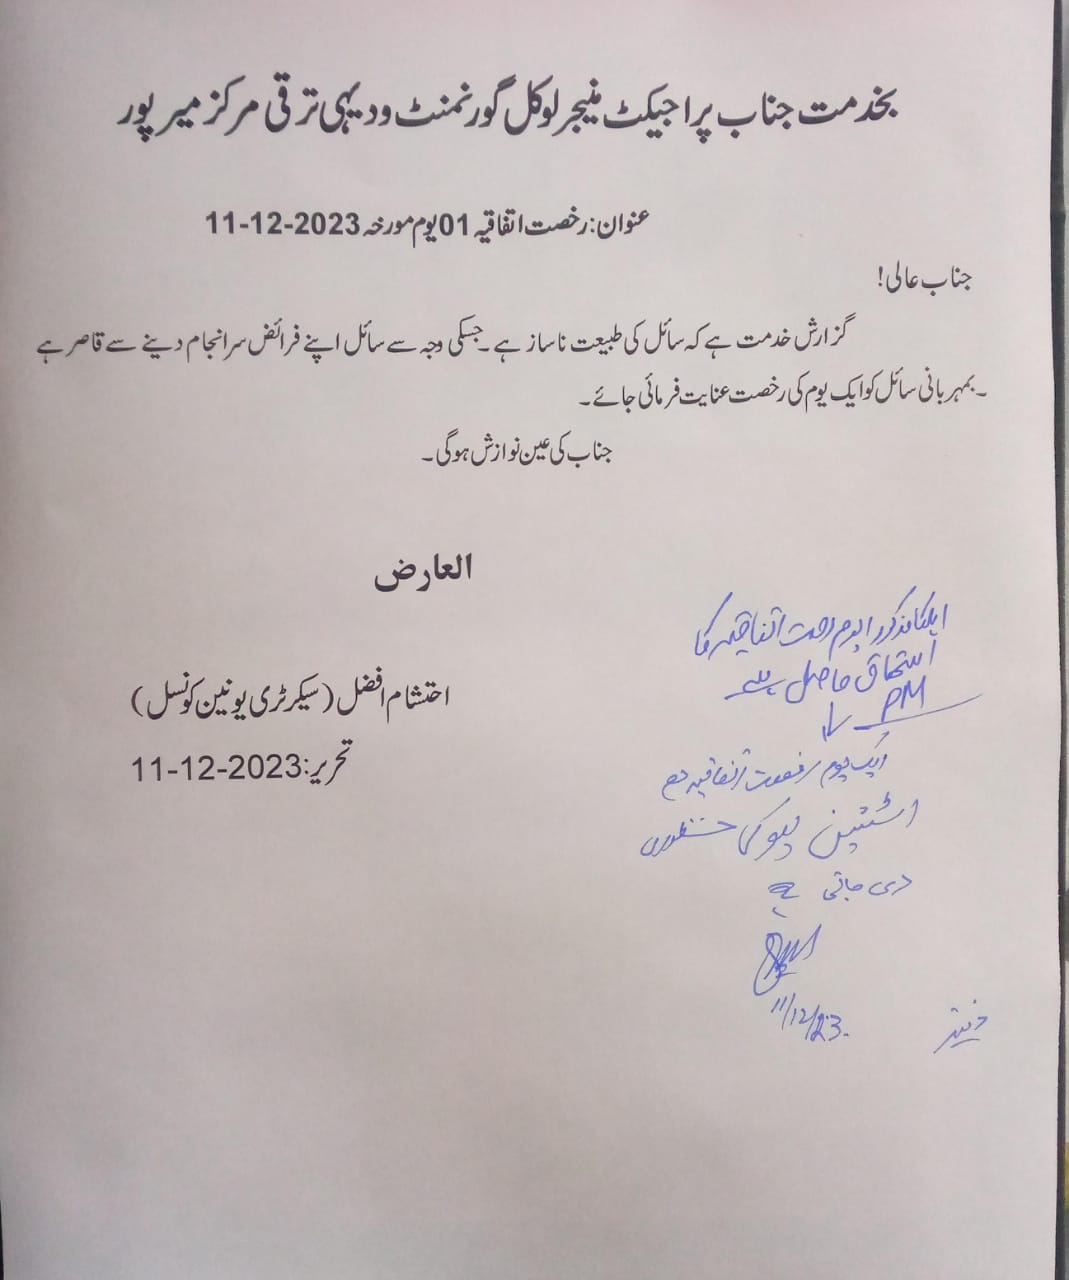 بخدمت جناب پراجیکٹ منیجر لوکل گورنمنٹ ودیہی ترقی مرکز میرپور
عنوان: رخصت اتفاقیہ 01 یوم مورخہ 11-12-2023
جناب عالی!
گزارش خدمت ہے کہ سائل کی طبیعت ناساز ہے۔ جسکی وجہ سے سائل اپنے فرائض سرانجام دینے سے قاصر ہے
۔ بمہربانی سائل کو ایک یوم کی رخصت عنایت فرمائی جائے۔
جناب کی عین نوازش ہوگی۔
العارض
احتشام افضل (سیکرٹری یونین کونسل)
تحریر: 11-12-2023
مذکور یوم رخصت اتفاقیہ کا
استحقاق حاصل ہے
PM
ایک یوم رخصت اتفاقیہ مع
اسٹیشن لیو کی منظوری
دی جاتی ہے
11/12/23
دفتر